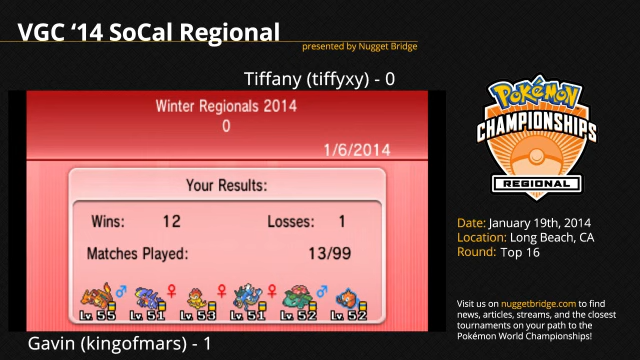 VGC ‘14 SoCal Regional
presented by Nugget Bridge
Tiffany (tiffyxy) - 0
Winter Regionals 2014
0
1/6/2014
Your Results:
Wins: 12 Losses: 1
Matches Played: 13/99
Lv. 55 Lv. 51 Lv. 53 Lv. 51 Lv. 52 Lv. 52
Gavin (kingofmars) - 1
Pokémon
CHAMPIONSHIPS
REGIONAL
Date: January 19th, 2014
Location: Long Beach, CA
Round: Top 16
Visit us on nuggetbridge.com to find
news, articles, streams, and the closest
tournaments on your path to the
Pokémon World Championships!